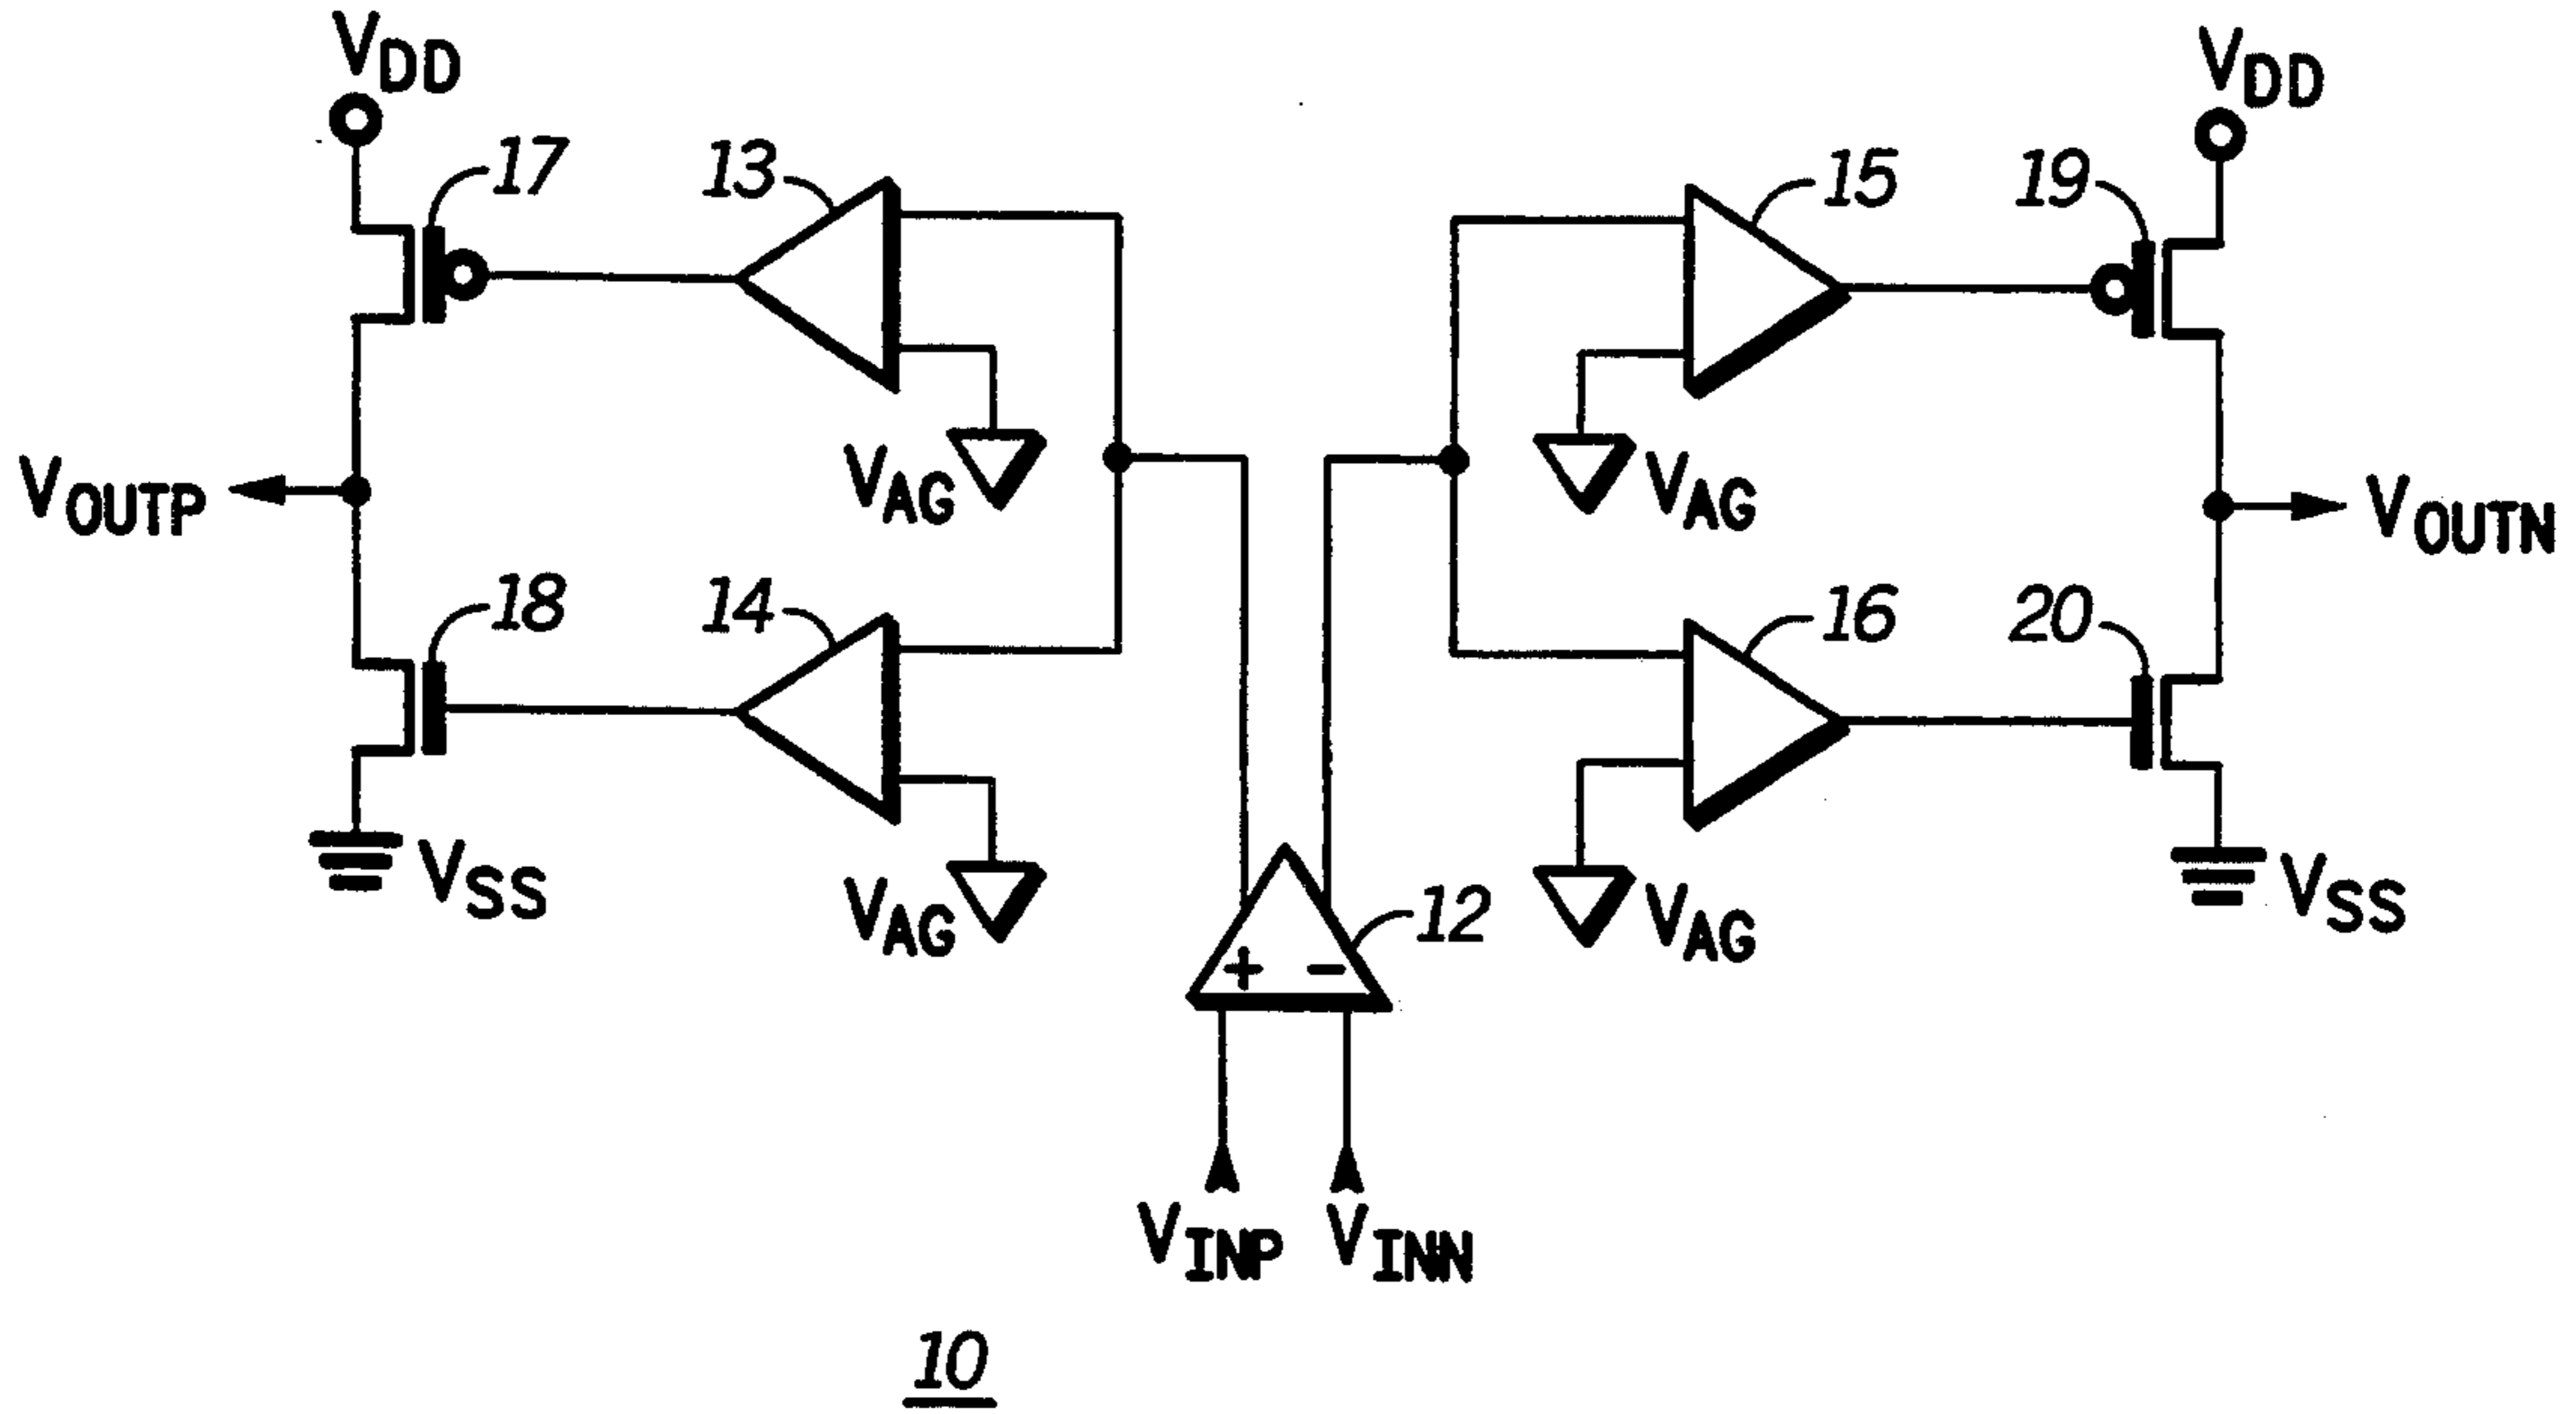 VDD
VDD
17
13
15
19
VAG
VAG
VOUTP
VOUTN
18
14
16
20
VSS
VAG
12
VAG
VSS
+ −
VINP VINN
10